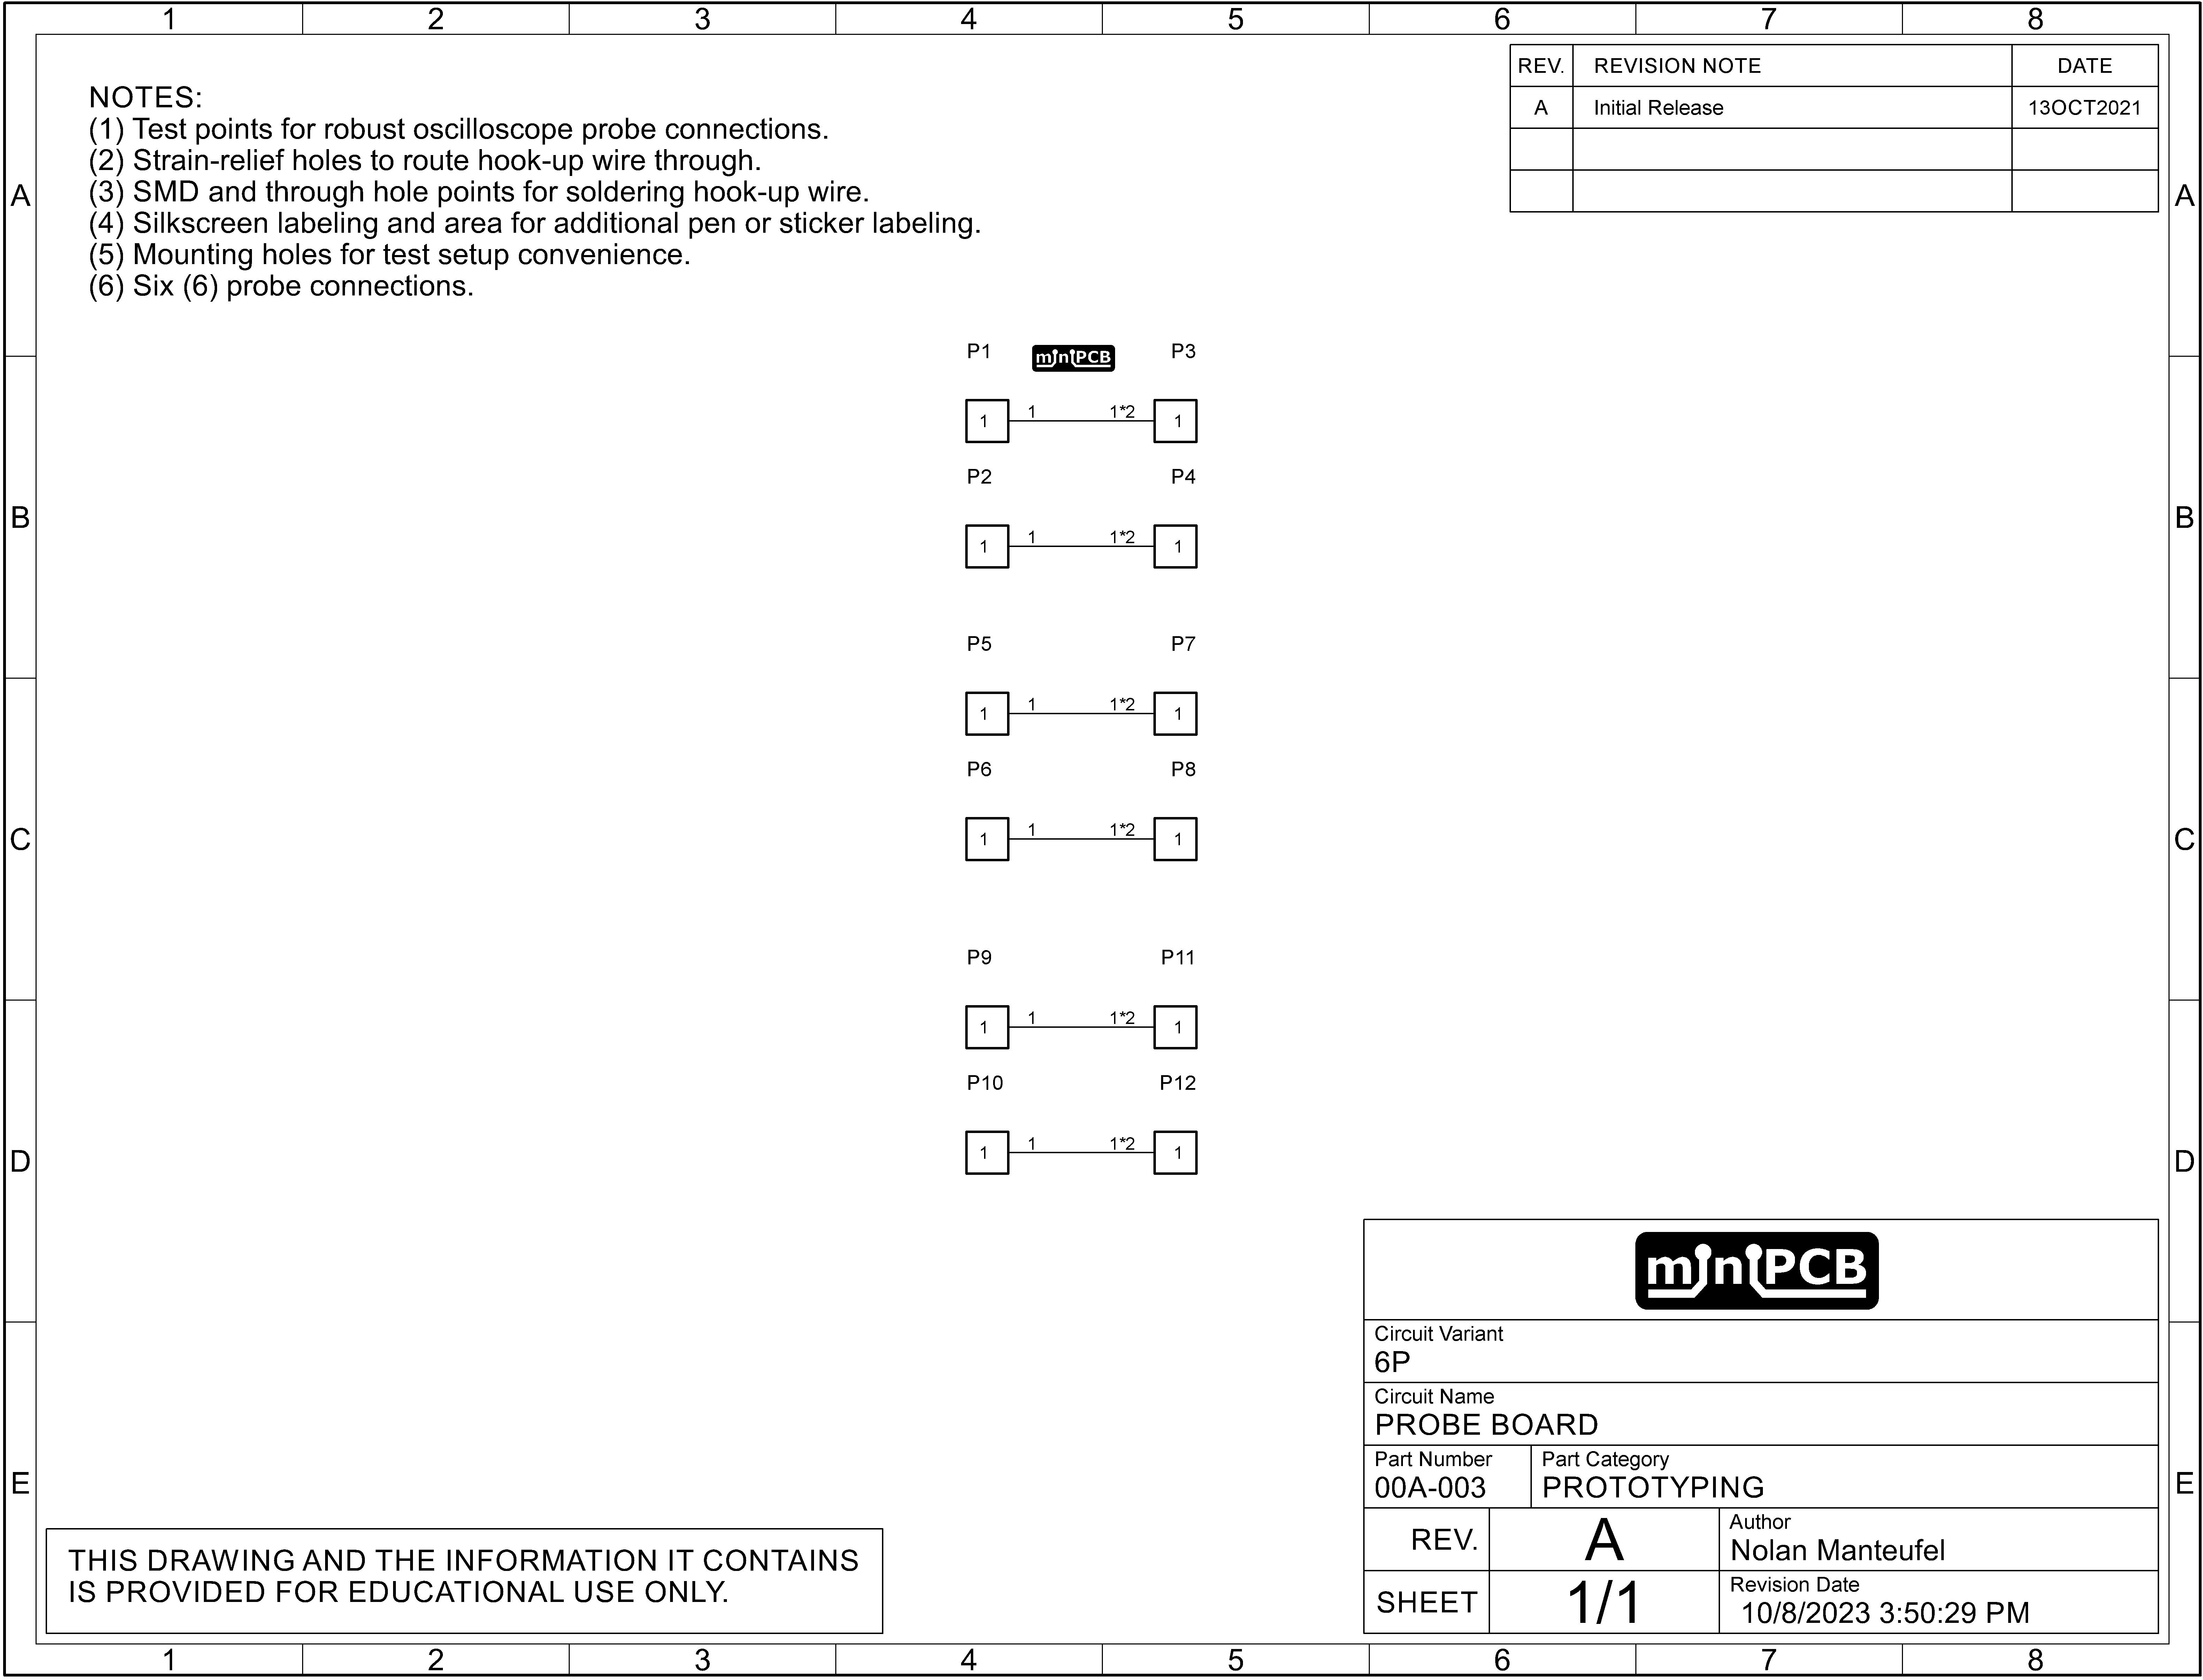 1 2 3 4 5 6 7 8
REV. REVISION NOTE DATE
A Initial Release 13OCT2021
NOTES:
(1) Test points for robust oscilloscope probe connections.
(2) Strain-relief holes to route hook-up wire through.
(3) SMD and through hole points for soldering hook-up wire.
(4) Silkscreen labeling and area for additional pen or sticker labeling.
(5) Mounting holes for test setup convenience.
(6) Six (6) probe connections.
A A
P1 miniPCB P3
1 1 1*2 1
P2 P4
B B
1 1 1*2 1
P5 P7
1 1 1*2 1
P6 P8
C C
1 1 1*2 1
P9 P11
1 1 1*2 1
P10 P12
1 1 1*2 1
D D
miniPCB
Circuit Variant
6P
Circuit Name
PROBE BOARD
Part Number Part Category
00A-003 PROTOTYPING
E E
REV. A Author
Nolan Manteufel
SHEET 1/1 Revision Date
10/8/2023 3:50:29 PM
THIS DRAWING AND THE INFORMATION IT CONTAINS
IS PROVIDED FOR EDUCATIONAL USE ONLY.
1 2 3 4 5 6 7 8